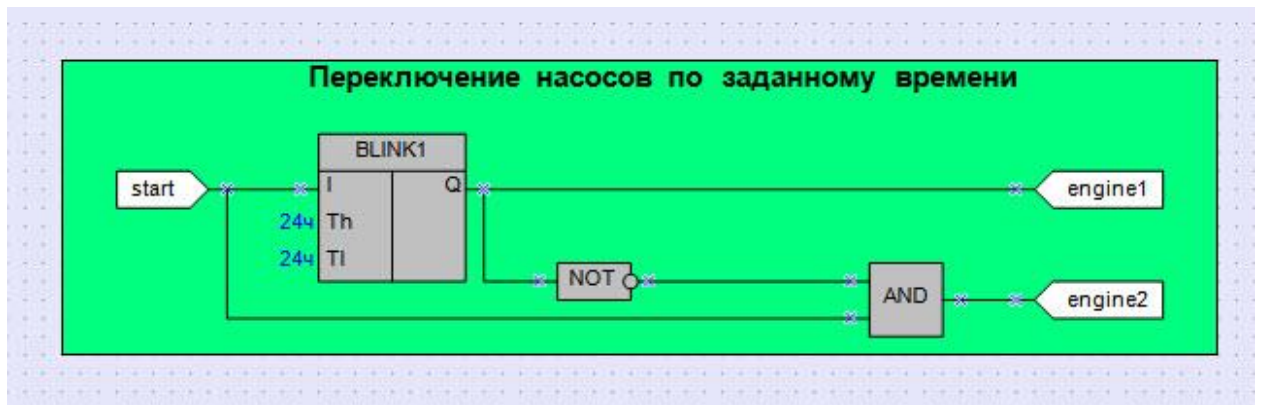 Переключение насосов по заданному времени
BLINK1
start
I
Q
engine1
24ч
Th
24ч
Tl
NOT
AND
engine2